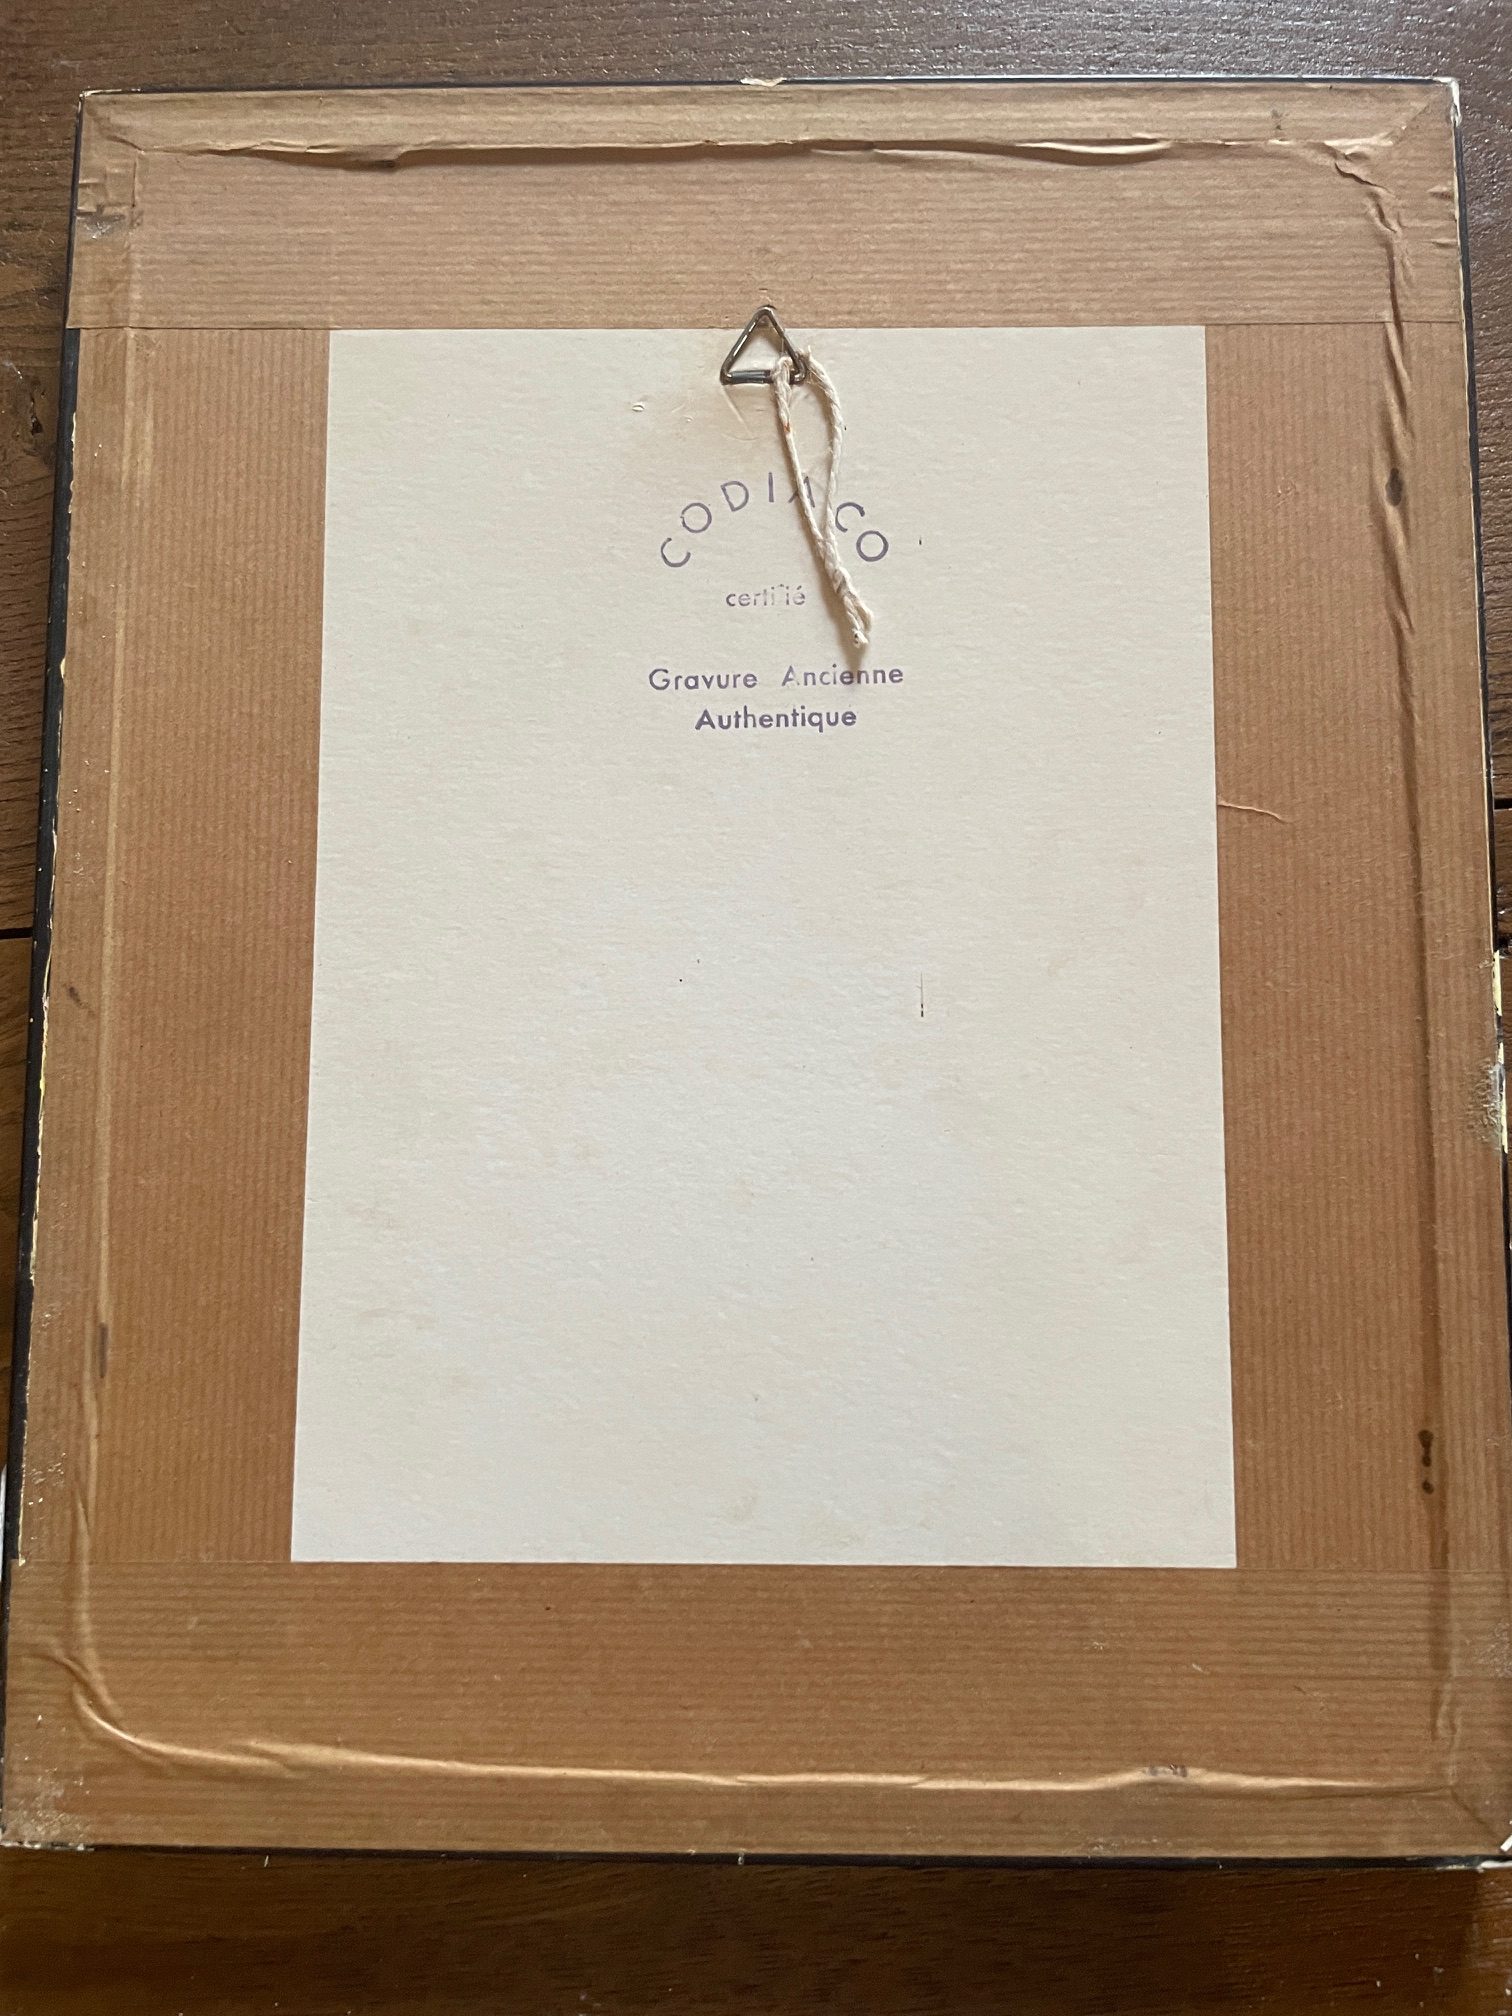 CODIACO
certifié
Gravure Ancienne
Authentique